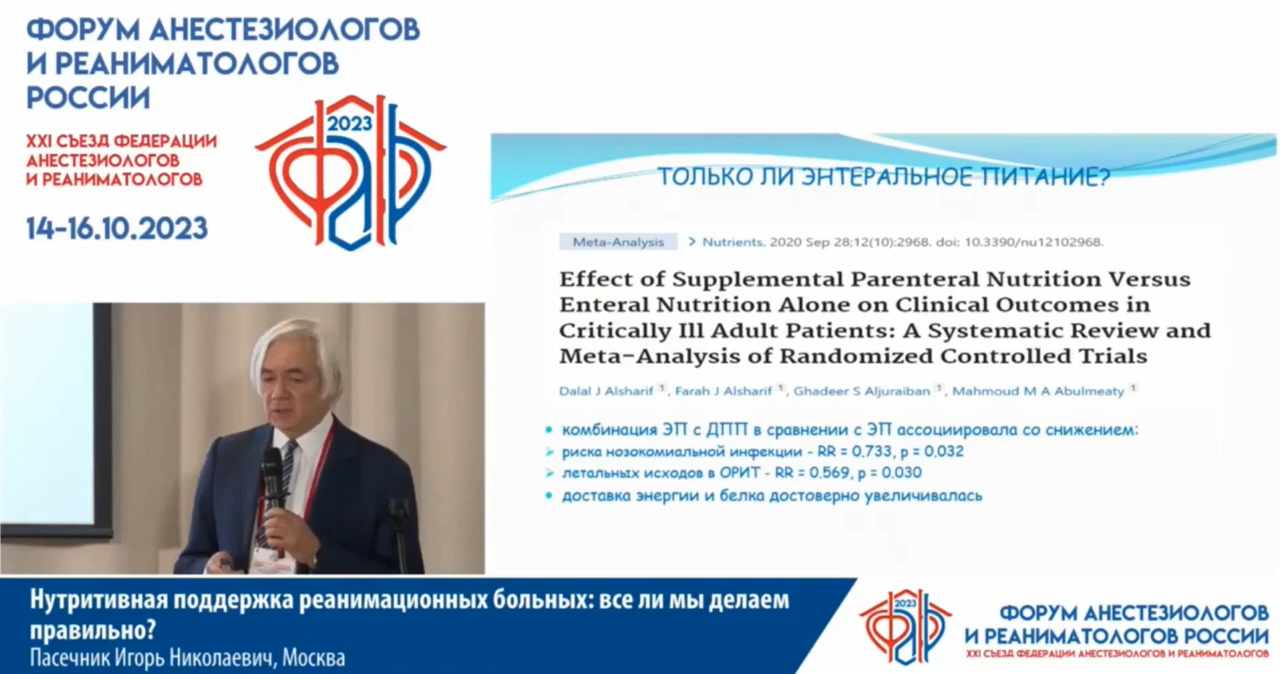 ФОРУМ АНЕСТЕЗИОЛОГОВ
И РЕАНИМАТОЛОГОВ
РОССИИ
XXI СЪЕЗД ФЕДЕРАЦИИ
АНЕСТЕЗИОЛОГОВ
И РЕАНИМАТОЛОГОВ
14-16.10.2023
2023
ФАР
ТОЛЬКО ЛИ ЭНТЕРАЛЬНОЕ ПИТАНИЕ?
Meta-Analysis > Nutrients. 2020 Sep 28;12(10):2968. doi: 10.3390/nu12102968.
Effect of Supplemental Parenteral Nutrition Versus
Enteral Nutrition Alone on Clinical Outcomes in
Critically Ill Adult Patients: A Systematic Review and
Meta-Analysis of Randomized Controlled Trials
Dalal J Alsharif 1, Farah J Alsharif 1, Ghadeer S Aljuraiban 1, Mahmoud M A Abulmeaty 1
• комбинация ЭП с ДПП в сравнении с ЭП ассоциировала со снижением:
➢ риска нозокомиальной инфекции - RR = 0.733, p = 0.032
➢ летальных исходов в ОРИТ - RR = 0.569, p = 0.030
• доставка энергии и белка достоверно увеличивалась
Нутритивная поддержка реанимационных больных: все ли мы делаем
правильно?
Пасечник Игорь Николаевич, Москва
2023
ФАР
ФОРУМ АНЕСТЕЗИОЛОГОВ
И РЕАНИМАТОЛОГОВ РОССИИ
XXI СЪЕЗД ФЕДЕРАЦИИ АНЕСТЕЗИОЛОГОВ И РЕАНИМАТОЛОГОВ